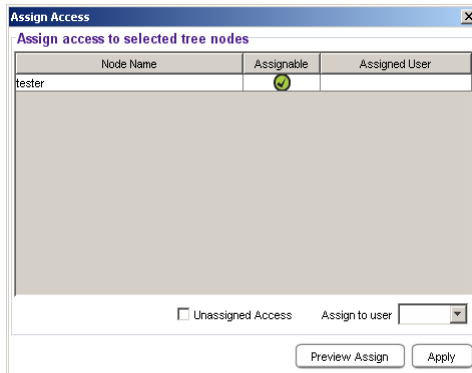 Assign Access
Assign access to selected tree nodes
Node Name Assignable Assigned User
tester
Unassigned Access Assign to user
Preview Assign Apply